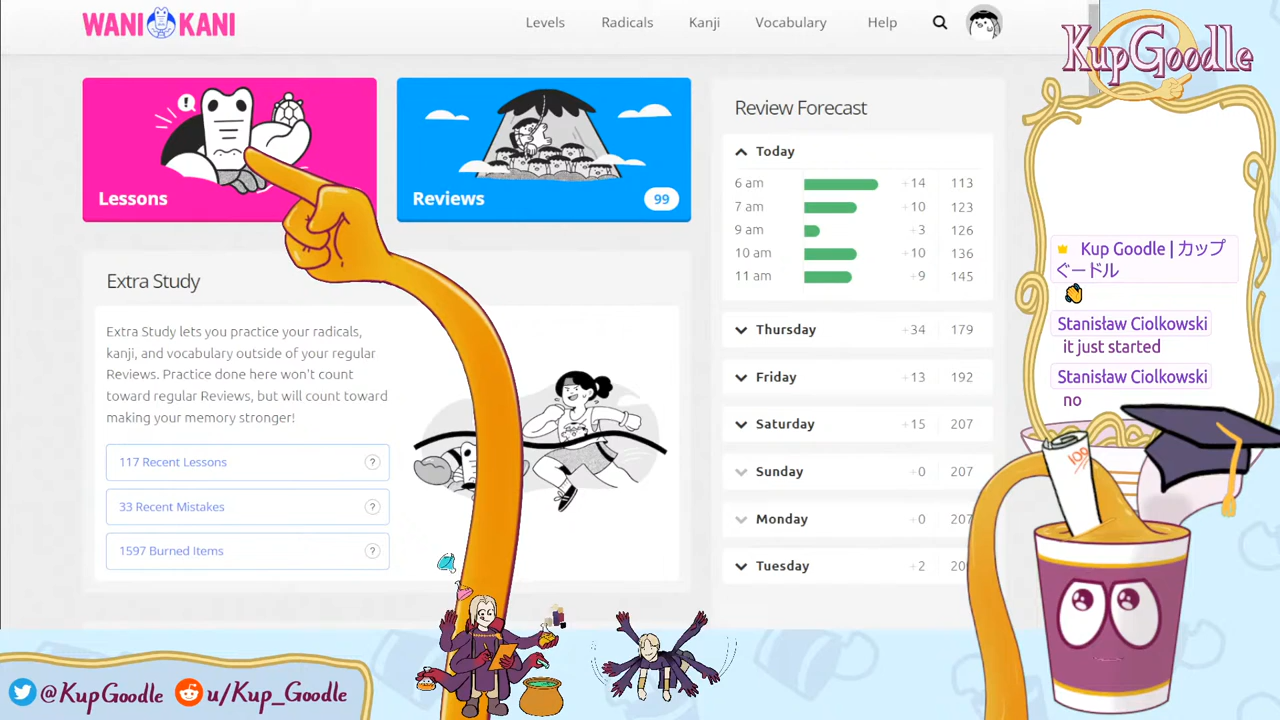 WANI KANI
Levels
Radicals
Kanji
Vocabulary
Help
KupGoodle
Lessons
Reviews
99
Review Forecast
Today
6 am +14 113
7 am +10 123
9 am +3 126
10 am +10 136
11 am +9 145
Thursday +34 179
Friday +13 192
Saturday +15 207
Sunday +0 207
Monday +0 207
Tuesday +2
Extra Study
Extra Study lets you practice your radicals,
kanji, and vocabulary outside of your regular
Reviews. Practice done here won't count
toward regular Reviews, but will count toward
making your memory stronger!
117 Recent Lessons ?
33 Recent Mistakes ?
1597 Burned Items ?
Kup Goodle | カップ
ぐードル
Stanisław Ciolkowski
it just started
Stanisław Ciolkowski
no
100
@KupGoodle
u/Kup_Goodle